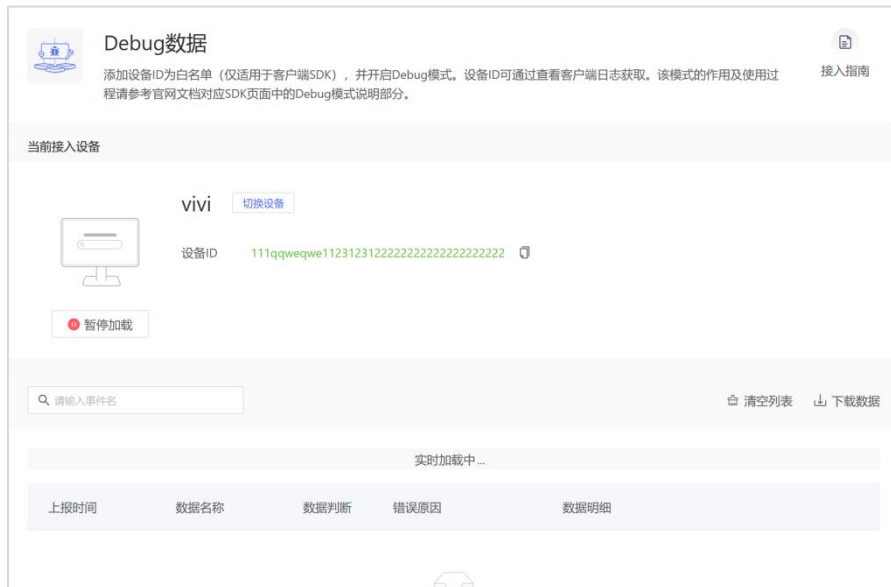 Debug数据
添加设备ID为白名单（仅适用于客户端SDK），并开启Debug模式。设备ID可通过查看客户端日志获取。该模式的作用及使用过
程请参考官网文档对应SDK页面中的Debug模式说明部分。
接入指南
当前接入设备
vivi 切换设备
设备ID 111qqweqwe1123123122222222222222222222
暂停加载
请输入事件名 清空列表 下载数据
实时加载中...
上报时间 数据名称 数据判断 错误原因 数据明细